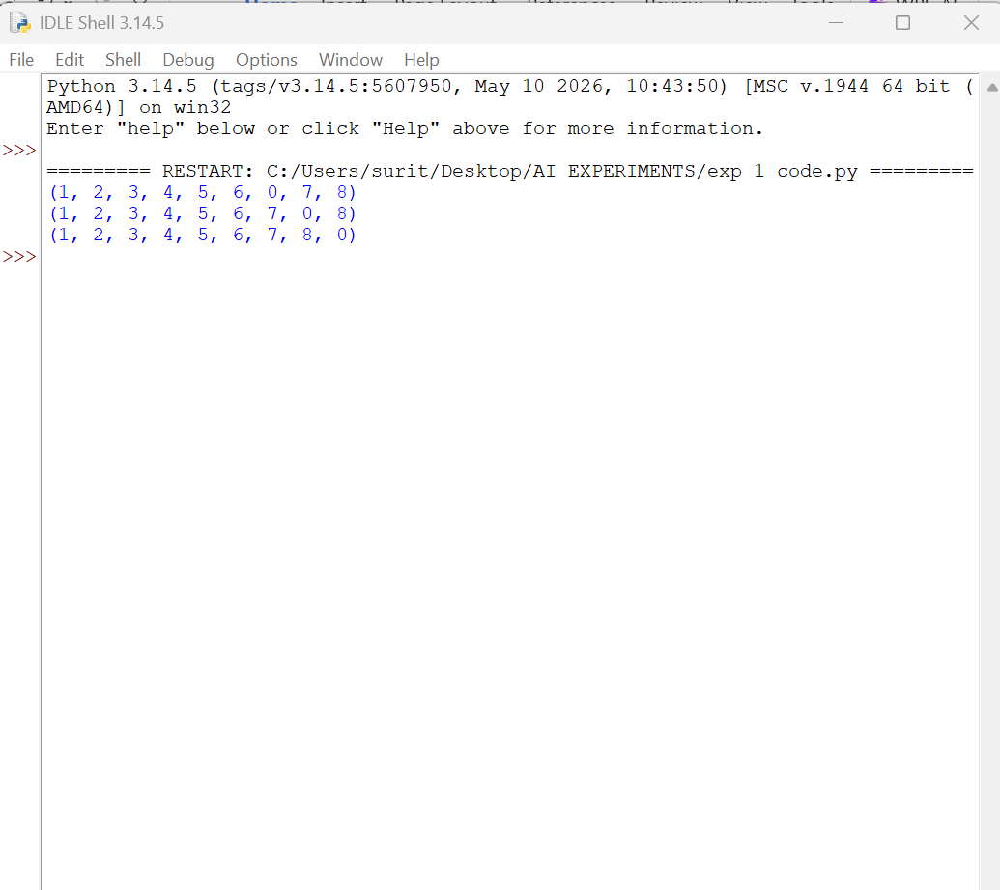 IDLE Shell 3.14.5
File Edit Shell Debug Options Window Help
Python 3.14.5 (tags/v3.14.5:5607950, May 10 2026, 10:43:50) [MSC v.1944 64 bit (
AMD64)] on win32
Enter "help" below or click "Help" above for more information.
>>>
========= RESTART: C:/Users/surit/Desktop/AI EXPERIMENTS/exp 1 code.py =========
(1, 2, 3, 4, 5, 6, 0, 7, 8)
(1, 2, 3, 4, 5, 6, 7, 0, 8)
(1, 2, 3, 4, 5, 6, 7, 8, 0)
>>>